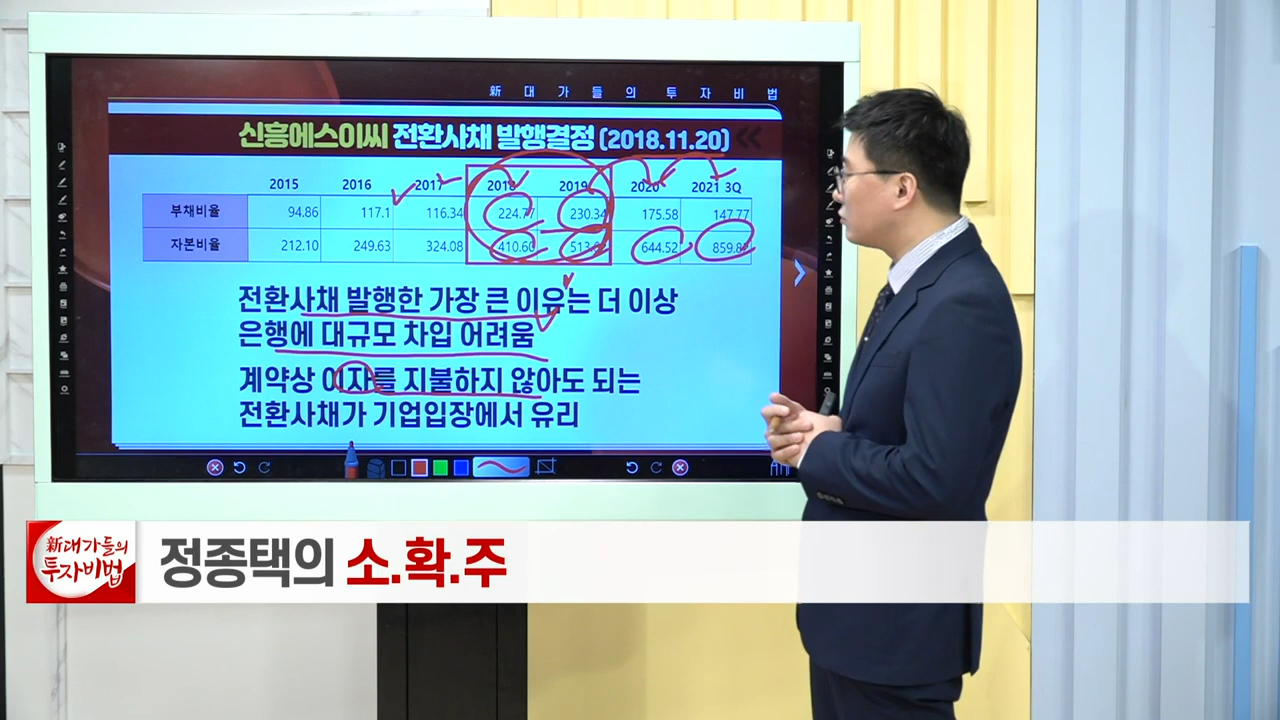 新 대 가 들 의 투 자 비 법
신흥에스이씨 전환사채 발행결정 (2018.11.20)
2015 2016 2017 2018 2019 2020 2021 3Q
부채비율 94.86 117.1 116.34 224.77 230.34 175.58 147.77
자본비율 212.10 249.63 324.08 410.60 644.52
전환사채 발행한 가장 큰 이유는 더 이상
은행에 대규모 차입 어려움
계약상 이자를 지불하지 않아도 되는
전환사채가 기업입장에서 유리
新대가들의
투자비법
정종택의 소.확.주